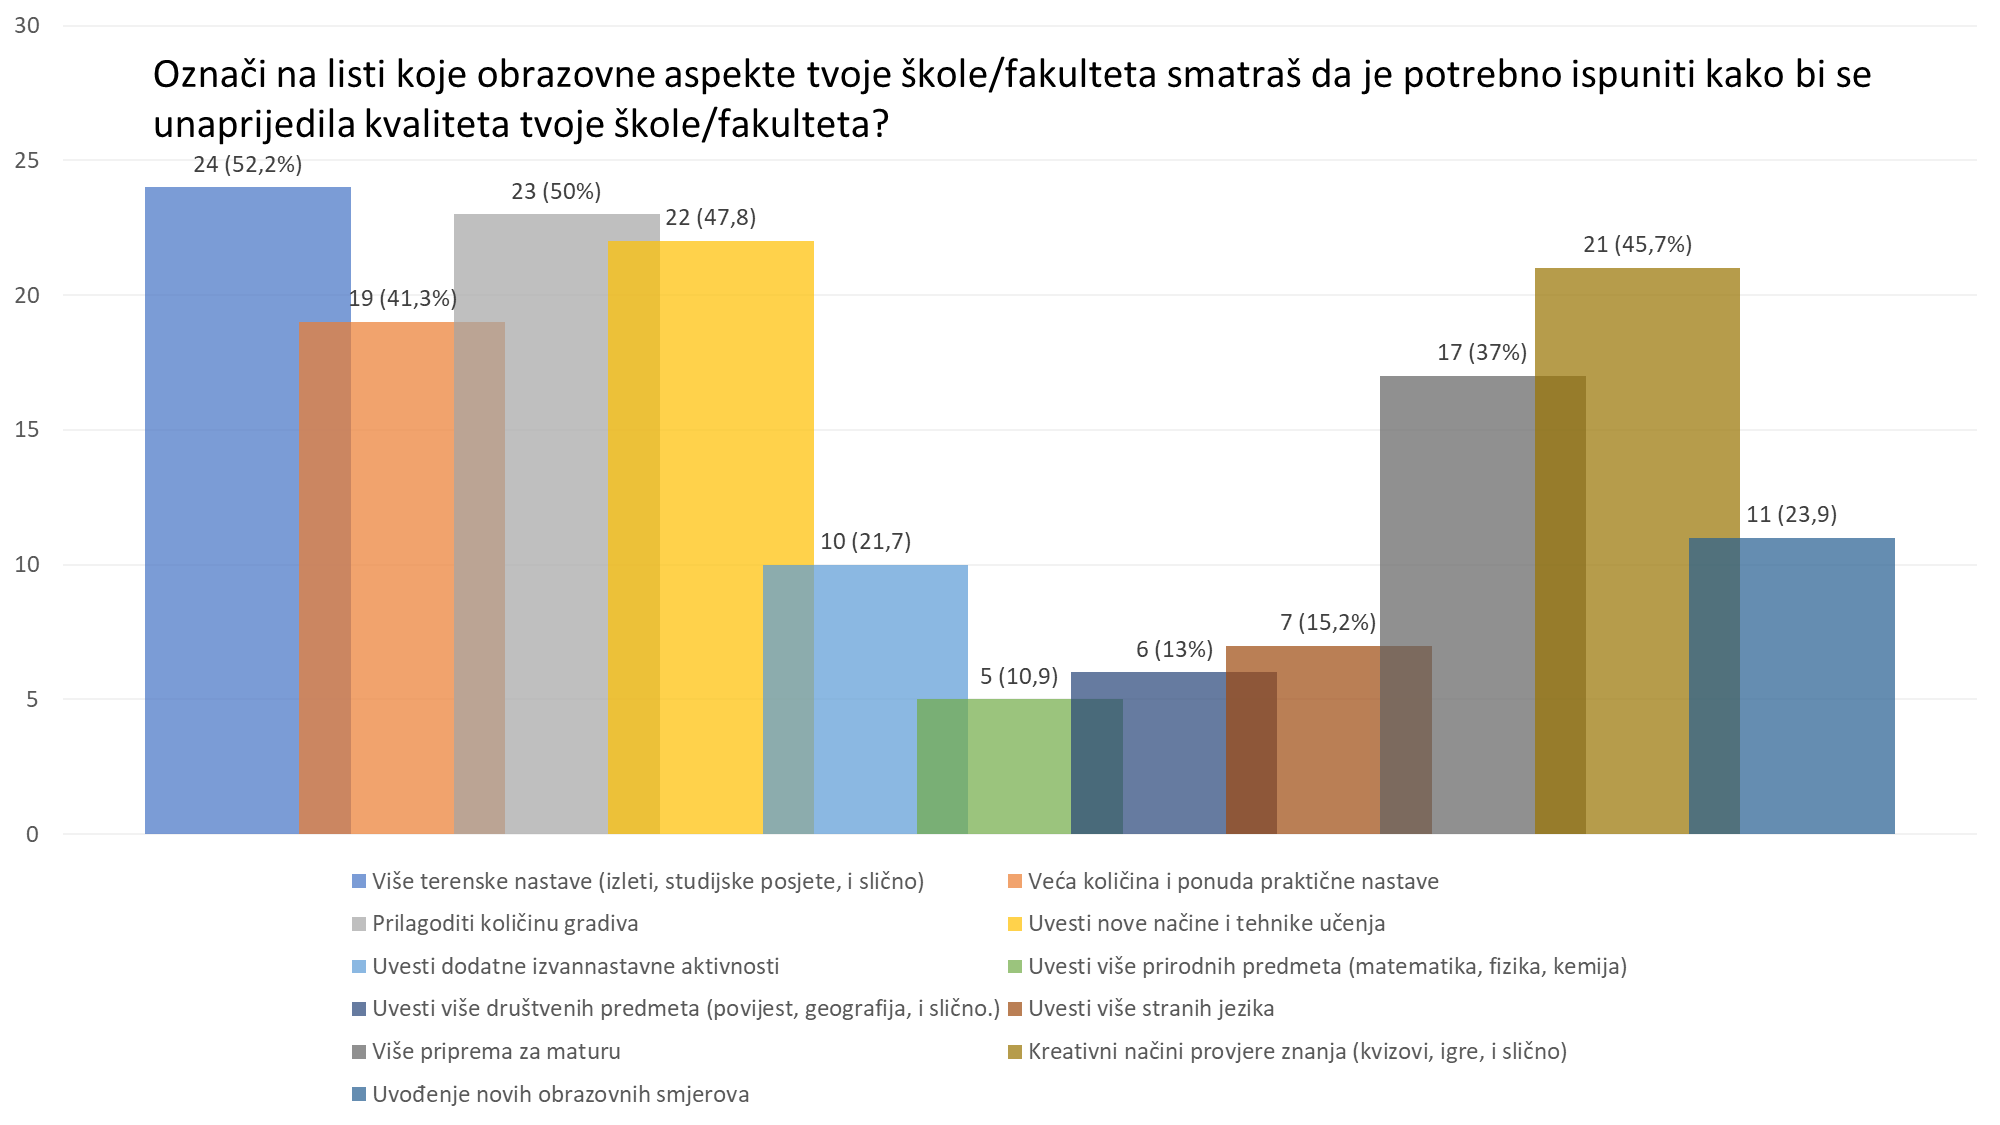 30
Označi na listi koje obrazovne aspekte tvoje škole/fakulteta smatraš da je potrebno ispuniti kako bi se
unaprijedila kvaliteta tvoje škole/fakulteta?
25
24 (52,2%)
23 (50%)
22 (47,8)
21 (45,7%)
20
19 (41,3%)
17 (37%)
15
11 (23,9)
10 (21,7)
10
7 (15,2%)
6 (13%)
5 (10,9)
5
0
Više terenske nastave (izleti, studijske posjete, i slično)
Veća količina i ponuda praktične nastave
Prilagoditi količinu gradiva
Uvesti nove načine i tehnike učenja
Uvesti dodatne izvannastavne aktivnosti
Uvesti više prirodnih predmeta (matematika, fizika, kemija)
Uvesti više društvenih predmeta (povijest, geografija, i slično.)
Uvesti više stranih jezika
Više priprema za maturu
Kreativni načini provjere znanja (kvizovi, igre, i slično)
Uvođenje novih obrazovnih smjerova